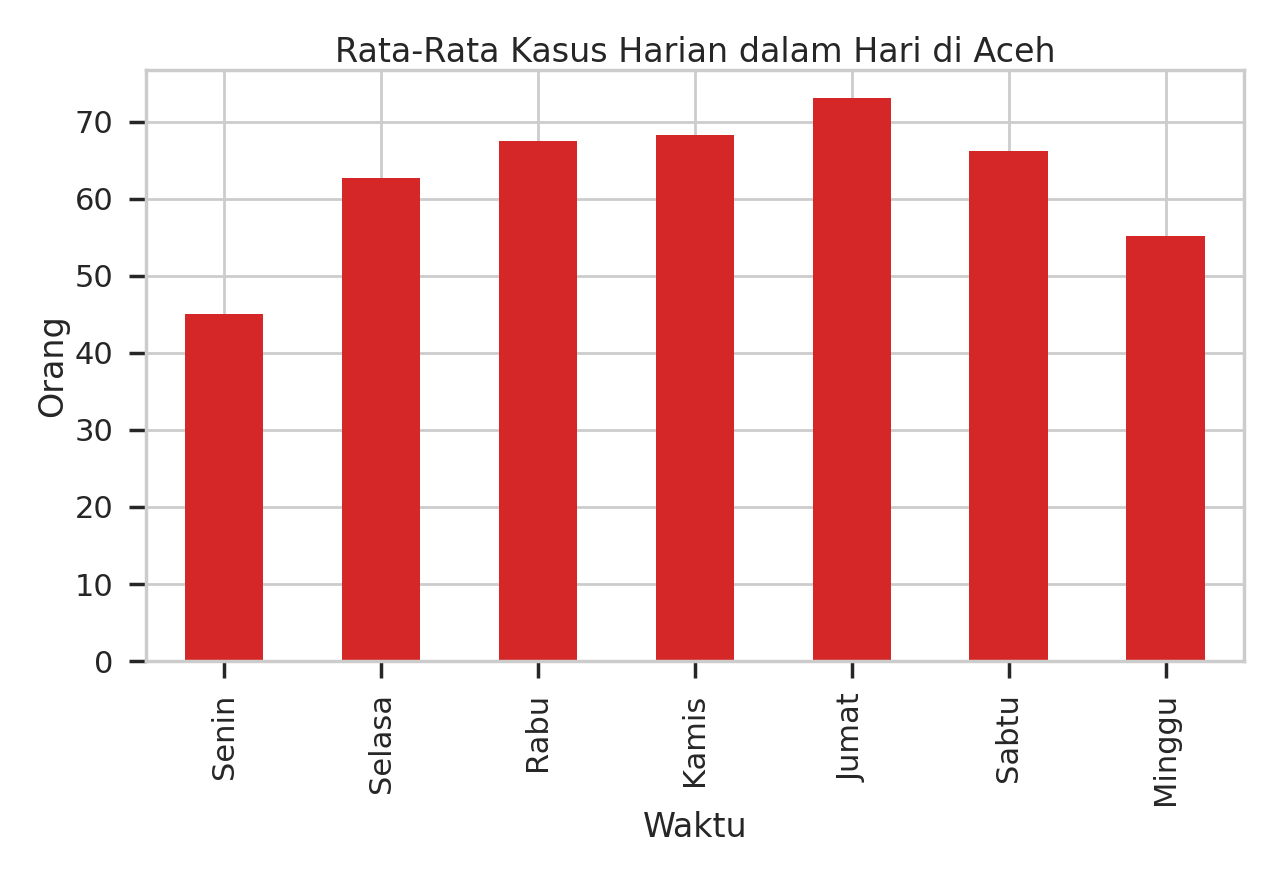 Rata-Rata Kasus Harian dalam Hari di Aceh
Orang
70
60
50
40
30
20
10
0
Senin
Selasa
Rabu
Kamis
Jumat
Sabtu
Minggu
Waktu